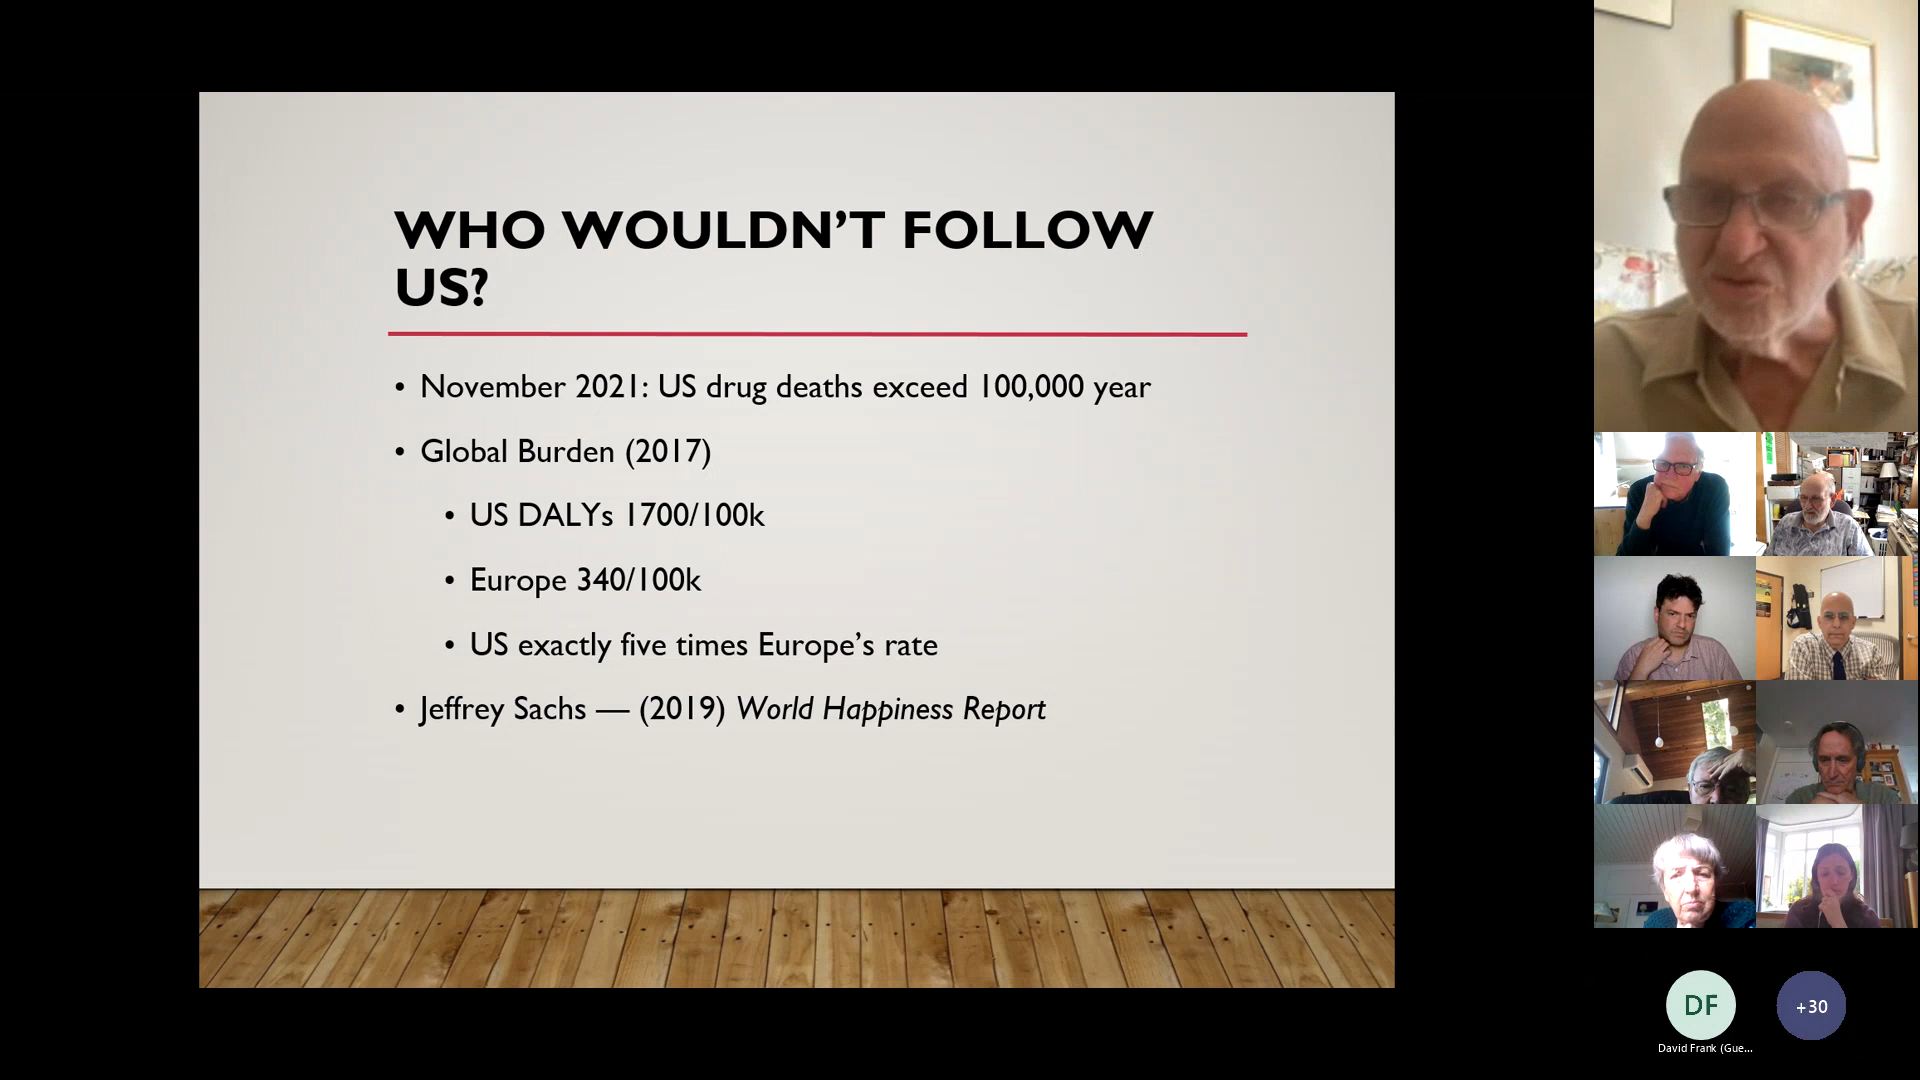 WHO WOULDN’T FOLLOW
US?
• November 2021: US drug deaths exceed 100,000 year
• Global Burden (2017)
• US DALYs 1700/100k
• Europe 340/100k
• US exactly five times Europe’s rate
• Jeffrey Sachs — (2019) World Happiness Report
DF
+30
David Frank (Gue...